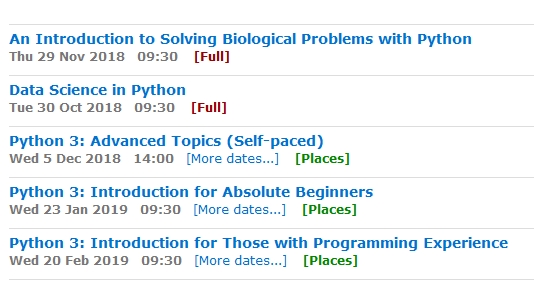 An Introduction to Solving Biological Problems with Python
Thu 29 Nov 2018 09:30 [Full]
Data Science in Python
Tue 30 Oct 2018 09:30 [Full]
Python 3: Advanced Topics (Self-paced)
Wed 5 Dec 2018 14:00 [More dates...] [Places]
Python 3: Introduction for Absolute Beginners
Wed 23 Jan 2019 09:30 [More dates...] [Places]
Python 3: Introduction for Those with Programming Experience
Wed 20 Feb 2019 09:30 [More dates...] [Places]